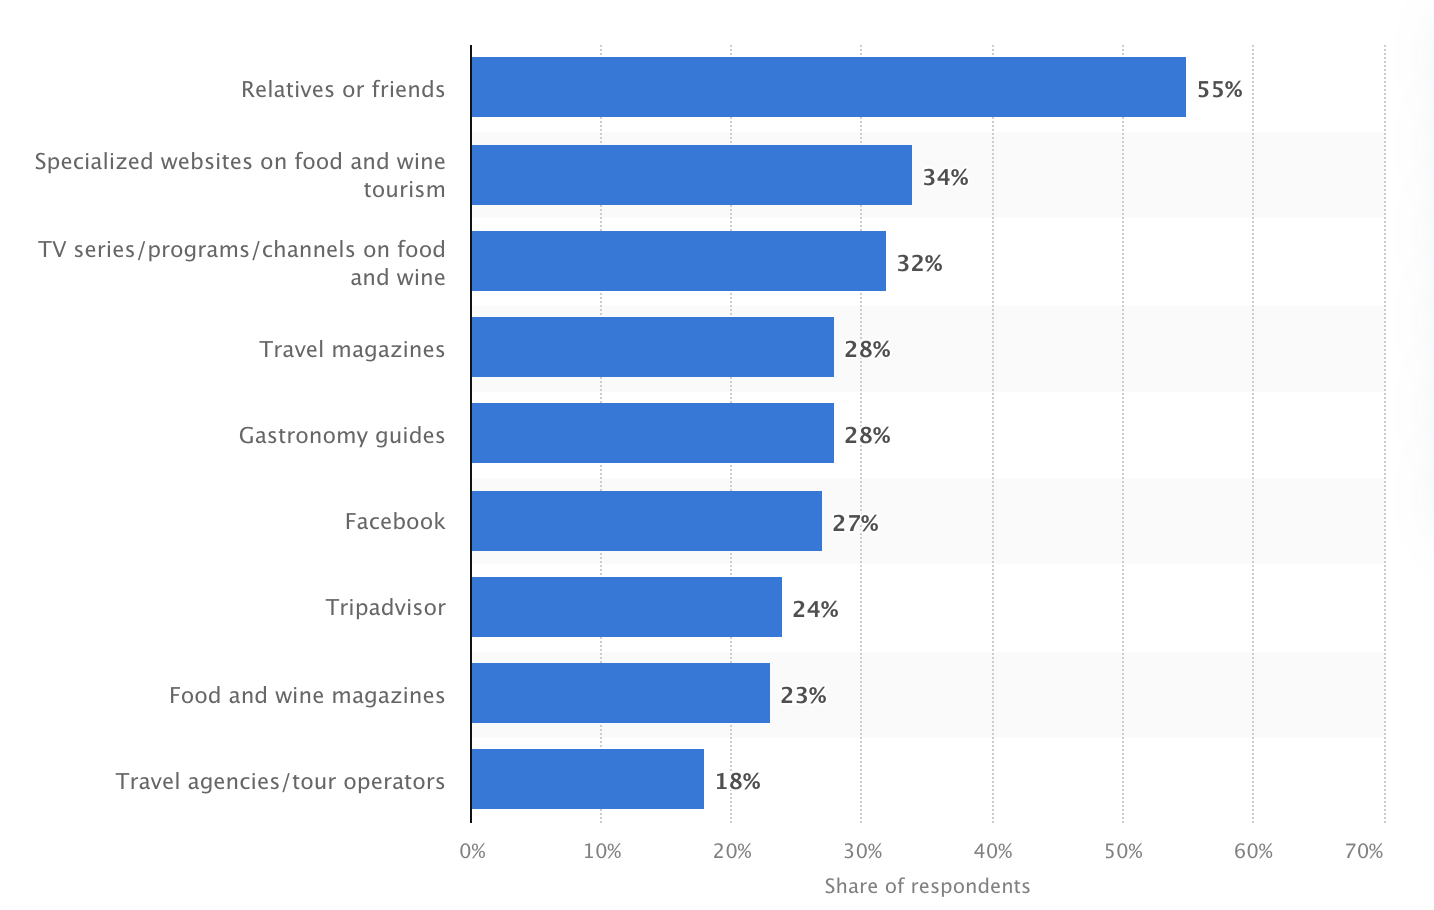 Relatives or friends
55%
Specialized websites on food and wine
tourism
34%
TV series/programs/channels on food
and wine
32%
Travel magazines
28%
Gastronomy guides
28%
Facebook
27%
Tripadvisor
24%
Food and wine magazines
23%
Travel agencies/tour operators
18%
0% 10% 20% 30% 40% 50% 60% 70%
Share of respondents